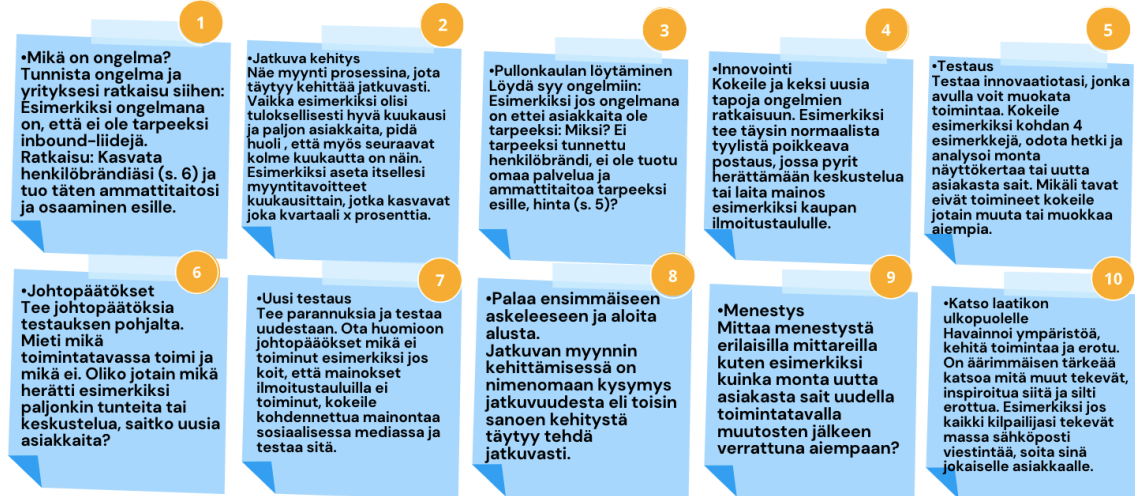 1
•Mikä on ongelma?
Tunnista ongelma ja
yrityksesi ratkaisu siihen:
Esimerkiksi ongelmana
on, että ei ole tarpeeksi
inbound-liidejä.
Ratkaisu: Kasvata
henkilöbrändiäsi (s. 6) ja
tuo täten ammattitaitosi
ja osaaminen esille.
2
•Jatkuva kehitys
Näe myynti prosessina, jota
täytyy kehittää jatkuvasti.
Vaikka esimerkiksi olisi
tuloksellisesti hyvä kuukausi
ja paljon asiakkaita, pidä
huoli , että myös seuraavat
kolme kuukautta on näin.
Esimerkiksi aseta itsellesi
myyntitavoitteet
kuukausittain, jotka kasvavat
joka kvartaali x prosenttia.
3
•Pullonkaulan löytäminen
Löydä syy ongelmiin:
Esimerkiksi jos ongelmana
on ettei asiakkaita ole
tarpeeksi: Miksi? Ei
tarpeeksi tunnettu
henkilöbrändi, ei ole tuotu
omaa palvelua ja
ammattitaitoa tarpeeksi
esille, hinta (s. 5)?
4
•Innovointi
Kokeile ja keksi uusia
tapoja ongelmien
ratkaisuun. Esimerkiksi
tee täysin normaalista
tyylistä poikkeava
postaus, jossa pyrit
herättämään keskustelua
tai laita mainos
esimerkiksi kaupan
ilmoitustaululle.
5
•Testaus
Testaa innovaatiotasi, jonka
avulla voit muokata
toimintaa. Kokeile
esimerkiksi kohdan 4
esimerkkejä, odota hetki ja
analysoi monta
näyttökertaa tai uutta
asiakasta sait. Mikäli tavat
eivät toimineet kokeile
jotain muuta tai muokkaa
aiempia.
6
•Johtopäätökset
Tee johtopäätöksia
testauksen pohjalta.
Mieti mikä
toimintatavassa toimi ja
mikä ei. Oliko jotain mikä
herätti esimerkiksi
paljonkin tunteita tai
keskustelua, saitko uusia
asiakkaita?
7
•Uusi testaus
Tee parannuksia ja testaa
uudestaan. Ota huomioon
johtopääökset mikä ei
toiminut esimerkiksi jos
koit, että mainokset
ilmoitustauluilla ei
toiminut, kokeile
kohdennettua mainontaa
sosiaalisessa mediassa ja
testaa sitä.
8
•Palaa ensimmäiseen
askeleeseen ja aloita
alusta.
Jatkuvan myynnin
kehittämisessä on
nimenomaan kysymys
jatkuvuudesta eli toisin
sanoen kehitystä
täytyy tehdä
jatkuvasti.
9
•Menestys
Mittaa menestystä
erilaisilla mittareilla
kuten esimerkiksi
kuinka monta uutta
asiakasta sait uudella
toimintatavalla
muutosten jälkeen
verrattuna aiempaan?
10
•Katso laatikon
ulkopuolelle
Havainnoi ympäristöä,
kehitä toimintaa ja erotu.
On äärimmäisen tärkeää
katsoa mitä muut tekevät,
inspiroitua siitä ja silti
erottua. Esimerkiksi jos
kaikki kilpailijasi tekevät
massa sähköposti
viestintää, soita sinä
jokaiselle asiakkaalle.